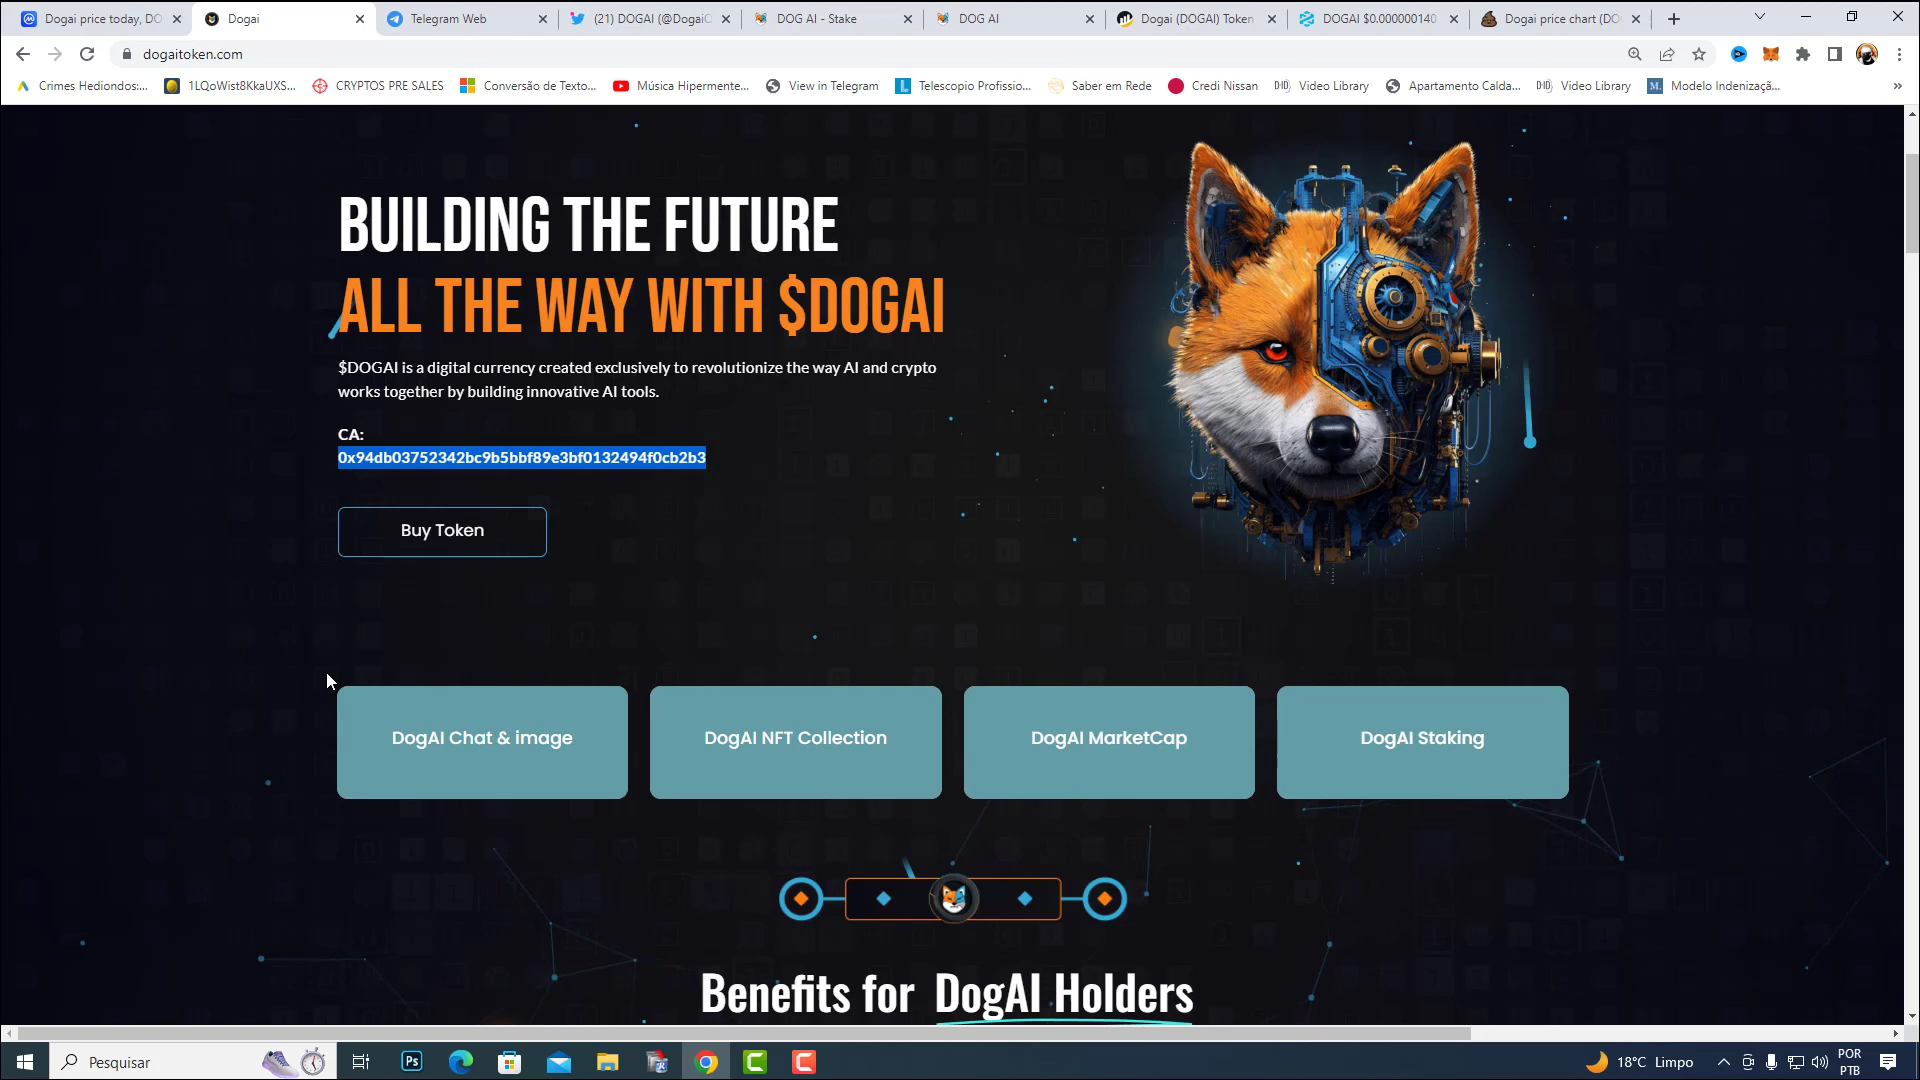 Dogai price today, DO
Dogai
Telegram Web
(21) DOGAI (@DogaiC
DOG AI - Stake
DOG AI
Dogai (DOGAI) Token
DOGAI $0.000000140
Dogai price chart (DO
dogaitoken.com
Crimes Hediondos:...
1LQoWist8KkaUXS...
CRYPTOS PRE SALES
Conversão de Texto...
Música Hipermente...
View in Telegram
Telescopio Profissio...
Saber em Rede
Credi Nissan
Video Library
Apartamento Calda...
Video Library
Modelo Indenizaçã...
BUILDING THE FUTURE
ALL THE WAY WITH $DOGAI
$DOGAI is a digital currency created exclusively to revolutionize the way AI and crypto
works together by building innovative AI tools.
CA:
0x94db03752342bc9b5bbf89e3bf0132494f0cb2b3
Buy Token
DogAI Chat & image
DogAI NFT Collection
DogAI MarketCap
DogAI Staking
Benefits for DogAI Holders
Pesquisar
Ps
18°C Limpo
POR
PTB